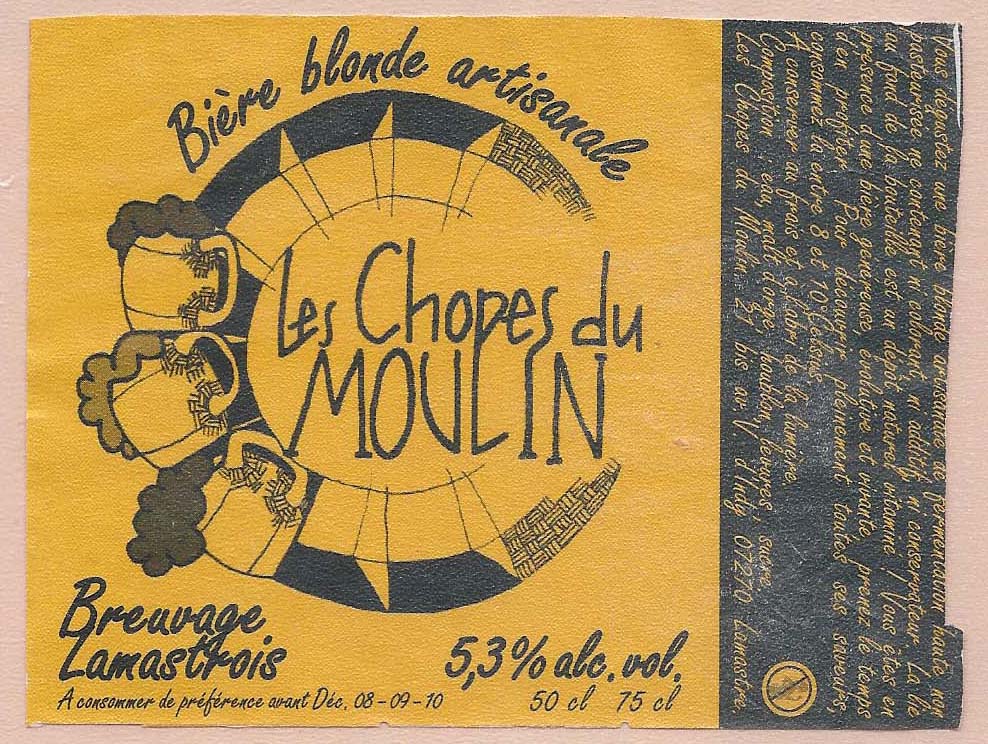 Bière blonde artisanale
Les Chopes du
MOULIN
Breuvage
Lamastrois
5,3% alc. vol.
A consommer de préférence avant Déc. 08 - 09 - 10
50 cl 75 cl
Vous dégustez une bière blonde artisanale de fermentation haute non
pasteurisée ne contenant ni colorant, ni additif, ni conservateur. La lie
au fond de la bouteille est un dépôt naturel vitaminé ! Vous êtes en
présence d'une bière généreuse évolutive et vivante, prenez le temps
d'en profiter. Pour découvrir pleinement toutes ses saveurs,
consommez la entre 8 et 10° Celsius.
A conserver au frais et à l'abri de la lumière
Composition : eau, malt d'orge, houblon, levures, sucre.
Les Chopes du Moulin, bis av V. d'Indy, 07270 Lamastre.